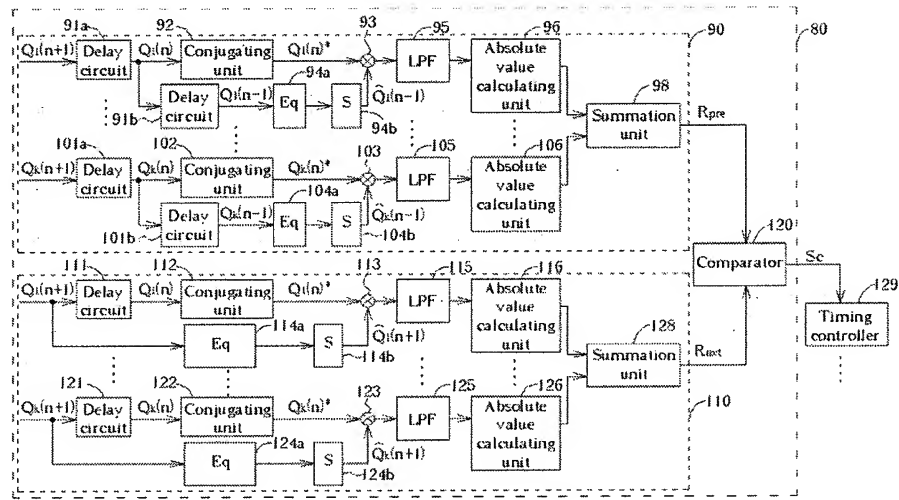 91a
92
93
95
96
90
80
Q1(n+1)
Delay
circuit
Q1(n)
Conjugating
unit
Q1(n)*
LPF
Absolute
value
calculating
unit
94a
Delay
circuit
Q1(n-1)
Eq
S
Q̂1(n-1)
91b
94b
98
Summation
unit
Rpre
101a
102
103
105
106
Qk(n+1)
Delay
circuit
Qk(n)
Conjugating
unit
Qk(n)*
LPF
Absolute
value
calculating
unit
104a
Delay
circuit
Qk(n-1)
Eq
S
Q̂k(n-1)
101b
104b
120
Comparator
Sc
129
Timing
controller
111
112
113
115
116
Q1(n+1)
Delay
circuit
Q1(n)
Conjugating
unit
Q1(n)*
LPF
Absolute
value
calculating
unit
114a
Eq
S
Q̂1(n+1)
114b
128
Summation
unit
Rnxt
121
122
123
125
126
Qk(n+1)
Delay
circuit
Qk(n)
Conjugating
unit
Qk(n)*
LPF
Absolute
value
calculating
unit
110
124a
Eq
S
Q̂k(n+1)
124b